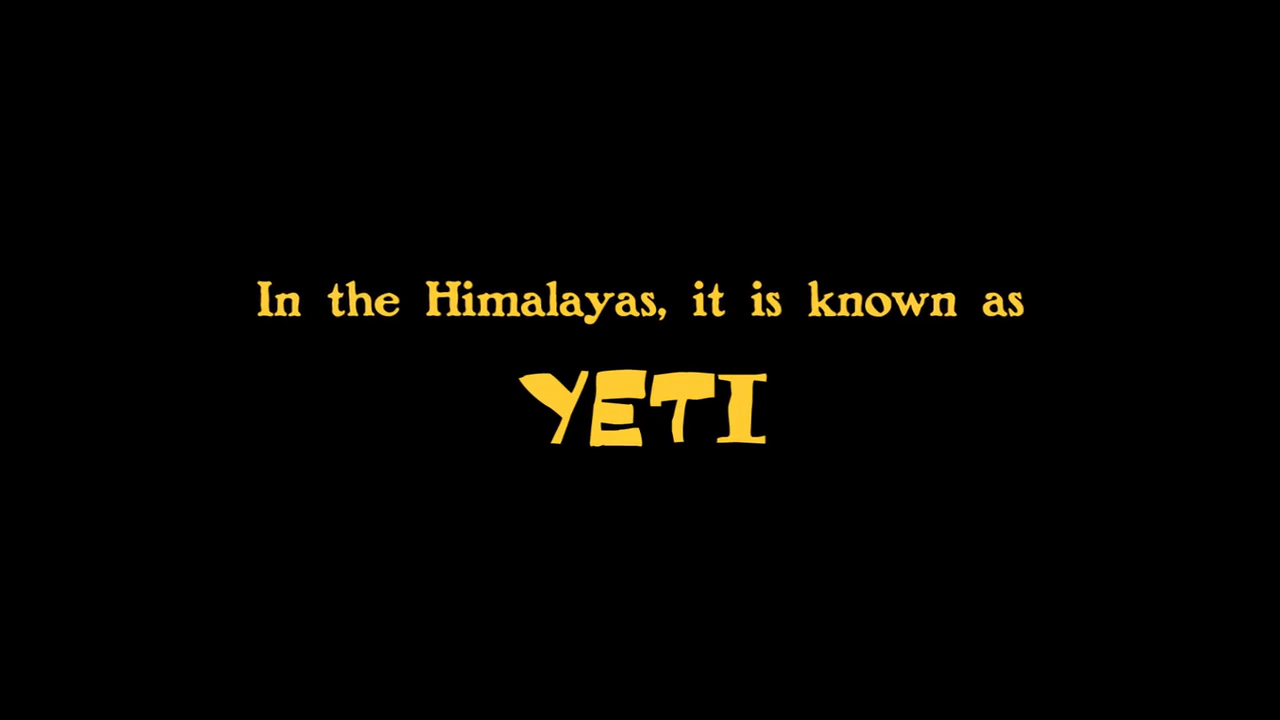 In the Himalayas, it is known as
YETI